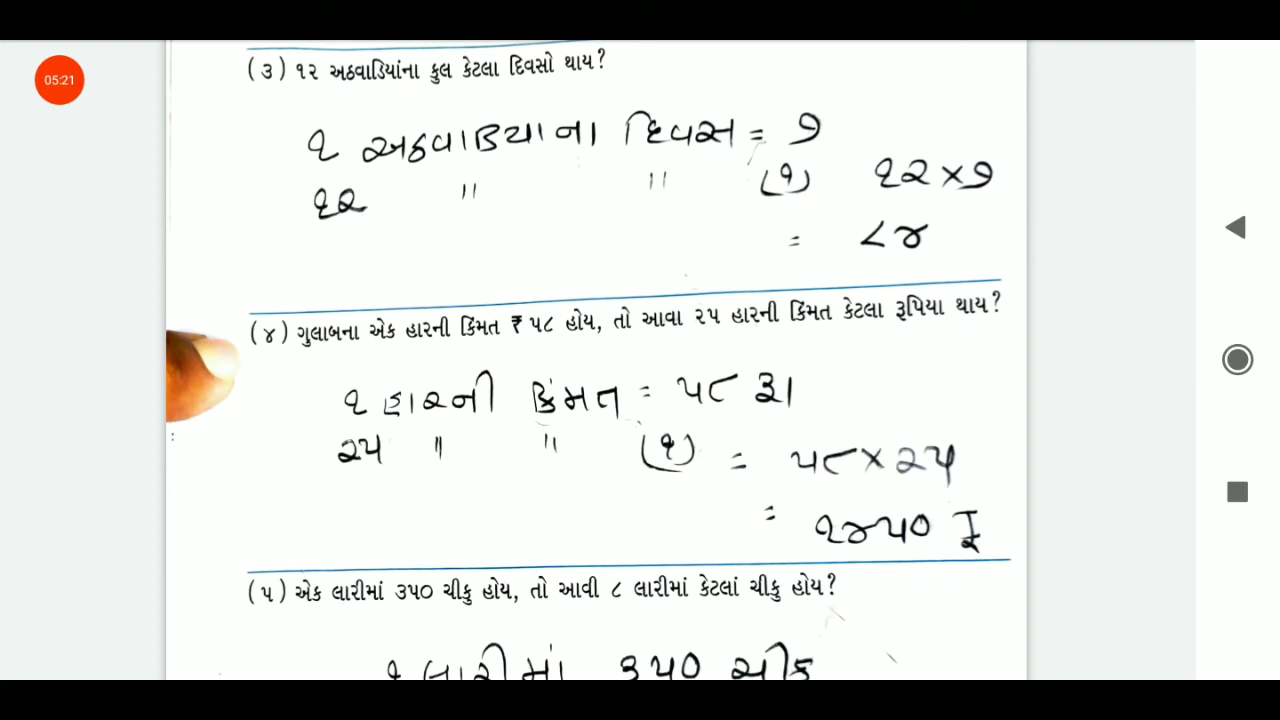 05:21
(૩) ૧૨ અઠવાડિયાંના કુલ કેટલા દિવસો થાય?
૧ અઠવાડિયાના દિવસ = ૭
૧૨ " " (?) ૧૨ × ૭
= ૮૪
(૪) ગુલાબના એક હારની કિંમત ₹ ૫૮ હોય, તો આવા ૨૫ હારની કિંમત કેટલા રૂપિયા થાય?
૧ હારની કિંમત = ૫૮ રૂા
૨૫ " " (?) = ૫૮ × ૨૫
= ૧૪૫૦ રૂ
(૫) એક લારીમાં ૩૫૦ ચીકુ હોય, તો આવી ૮ લારીમાં કેટલાં ચીકુ હોય?
૧ લારીમાં ૩૫૦ ચીકુ